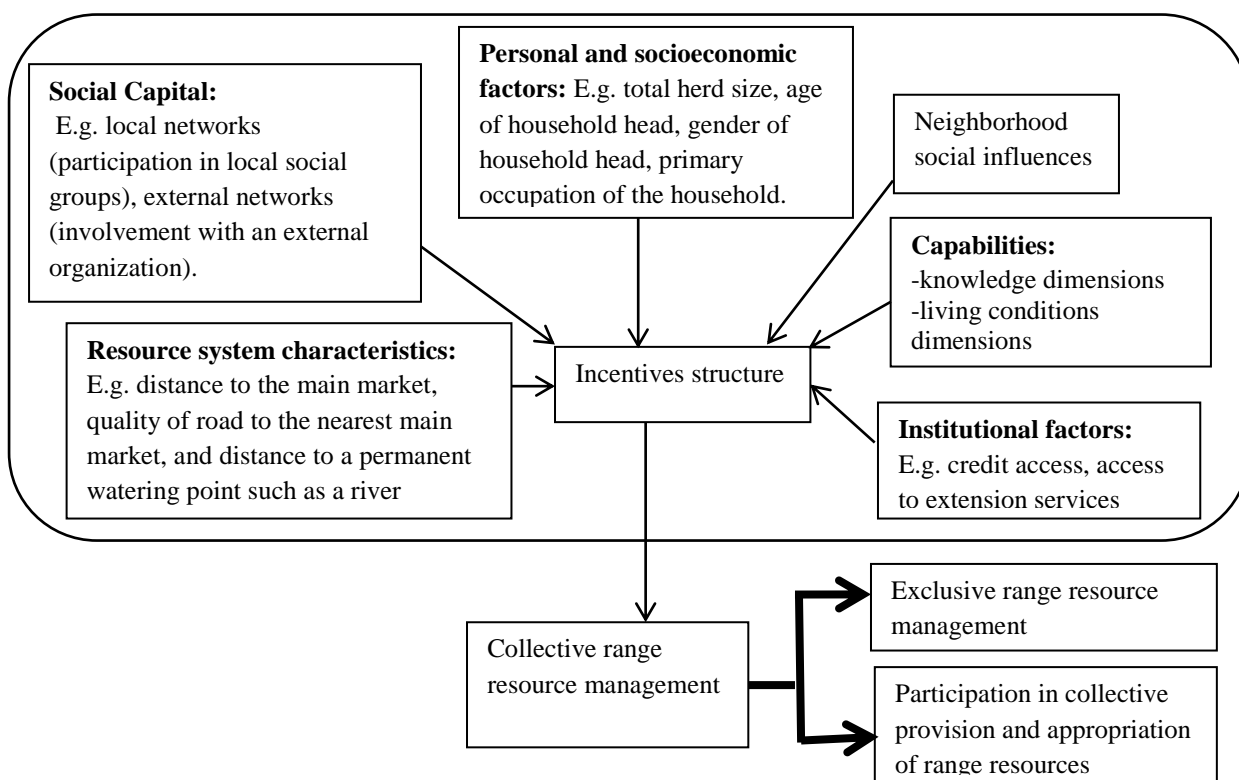 Social Capital:
E.g. local networks
(participation in local social
groups), external networks
(involvement with an external
organization).
Personal and socioeconomic
factors: E.g. total herd size, age
of household head, gender of
household head, primary
occupation of the household.
Neighborhood
social influences
Capabilities:
-knowledge dimensions
-living conditions
dimensions
Resource system characteristics:
E.g. distance to the main market,
quality of road to the nearest main
market, and distance to a permanent
watering point such as a river
Incentives structure
Institutional factors:
E.g. credit access, access
to extension services
Collective range
resource management
Exclusive range resource
management
Participation in collective
provision and appropriation
of range resources